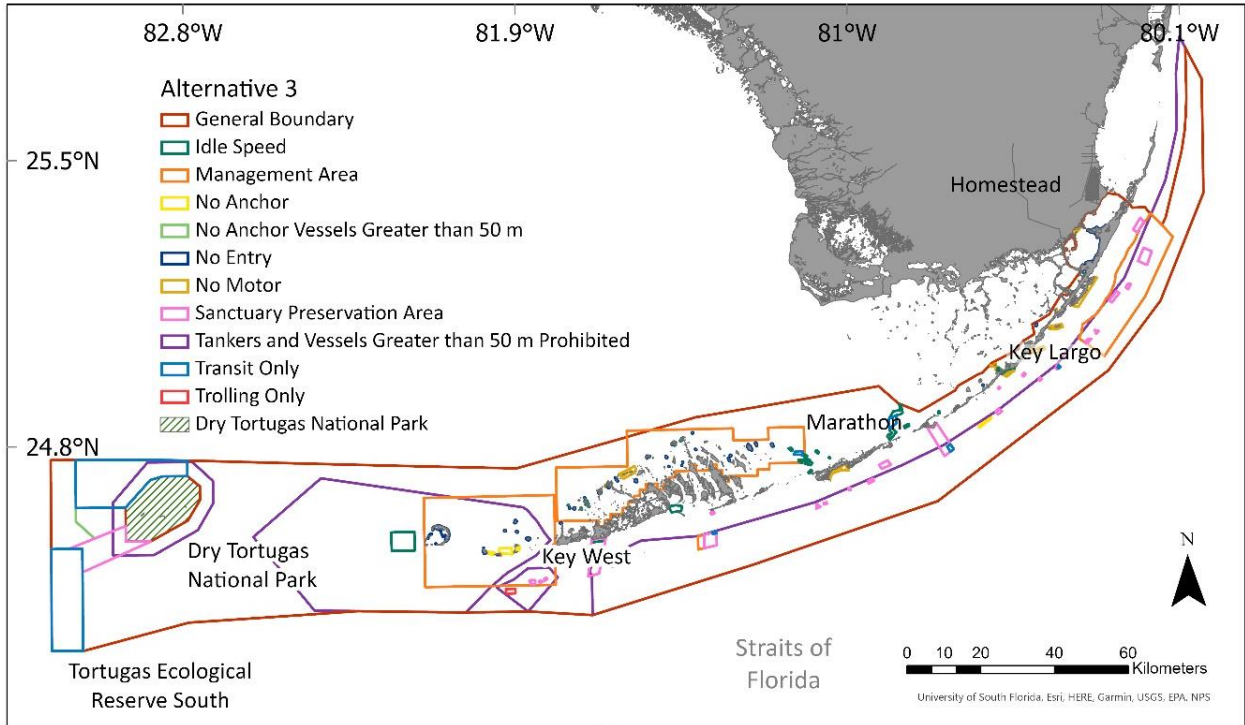 82.8°W
81.9°W
81°W
80.1°W
Alternative 3
General Boundary
Idle Speed
Management Area
No Anchor
No Anchor Vessels Greater than 50 m
No Entry
No Motor
Sanctuary Preservation Area
Tankers and Vessels Greater than 50 m Prohibited
Transit Only
Trolling Only
Dry Tortugas National Park
25.5°N
24.8°N
Homestead
Key Largo
Marathon
Key West
Dry Tortugas
National Park
Tortugas Ecological
Reserve South
Straits of
Florida
N
0 10 20 40 60
Kilometers
University of South Florida, Esri, HERE, Garmin, USGS, EPA, NPS